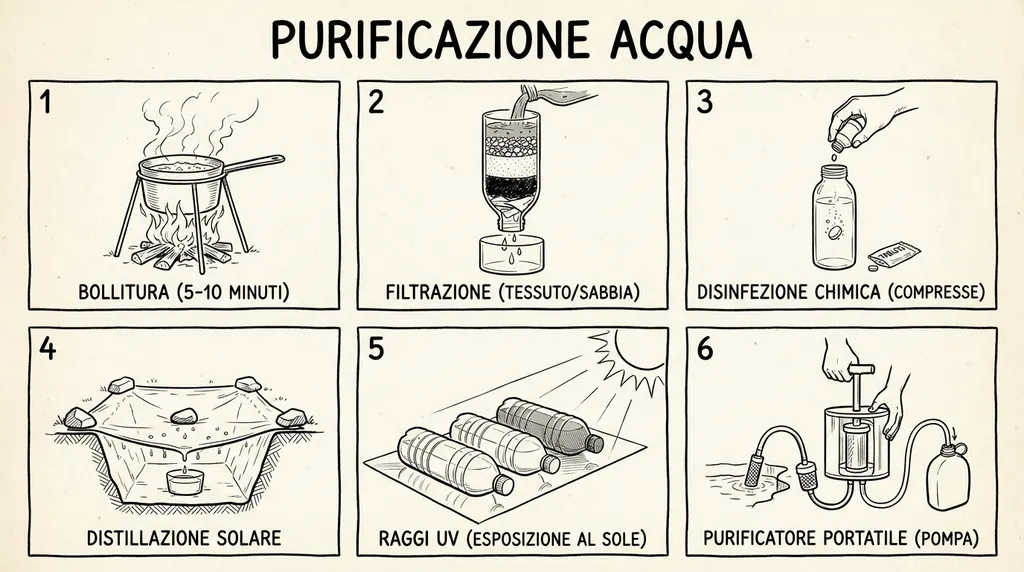 PURIFICAZIONE ACQUA
1
BOLLITURA (5-10 MINUTI)
2
FILTRAZIONE (TESSUTO/SABBIA)
3
DISINFEZIONE CHIMICA (COMPRESSE)
4
DISTILLAZIONE SOLARE
5
RAGGI UV (ESPOSIZIONE AL SOLE)
6
PURIFICATORE PORTATILE (POMPA)